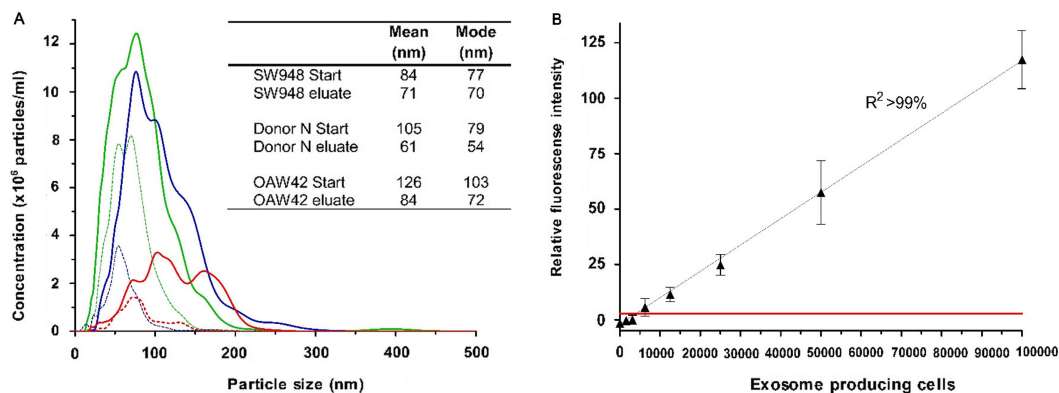 A
Concentration (x10⁶ particles/ml)
12
10
8
6
4
2
0
0 100 200 300 400 500
Particle size (nm)
Mean (nm) Mode (nm)
SW948 Start 84 77
SW948 eluate 71 70
Donor N Start 105 79
Donor N eluate 61 54
OAW42 Start 126 103
OAW42 eluate 84 72
B
Relative fluorescense intensity
125
100
75
50
25
0
R² >99%
0 10000 20000 30000 40000 50000 60000 70000 80000 90000 100000
Exosome producing cells